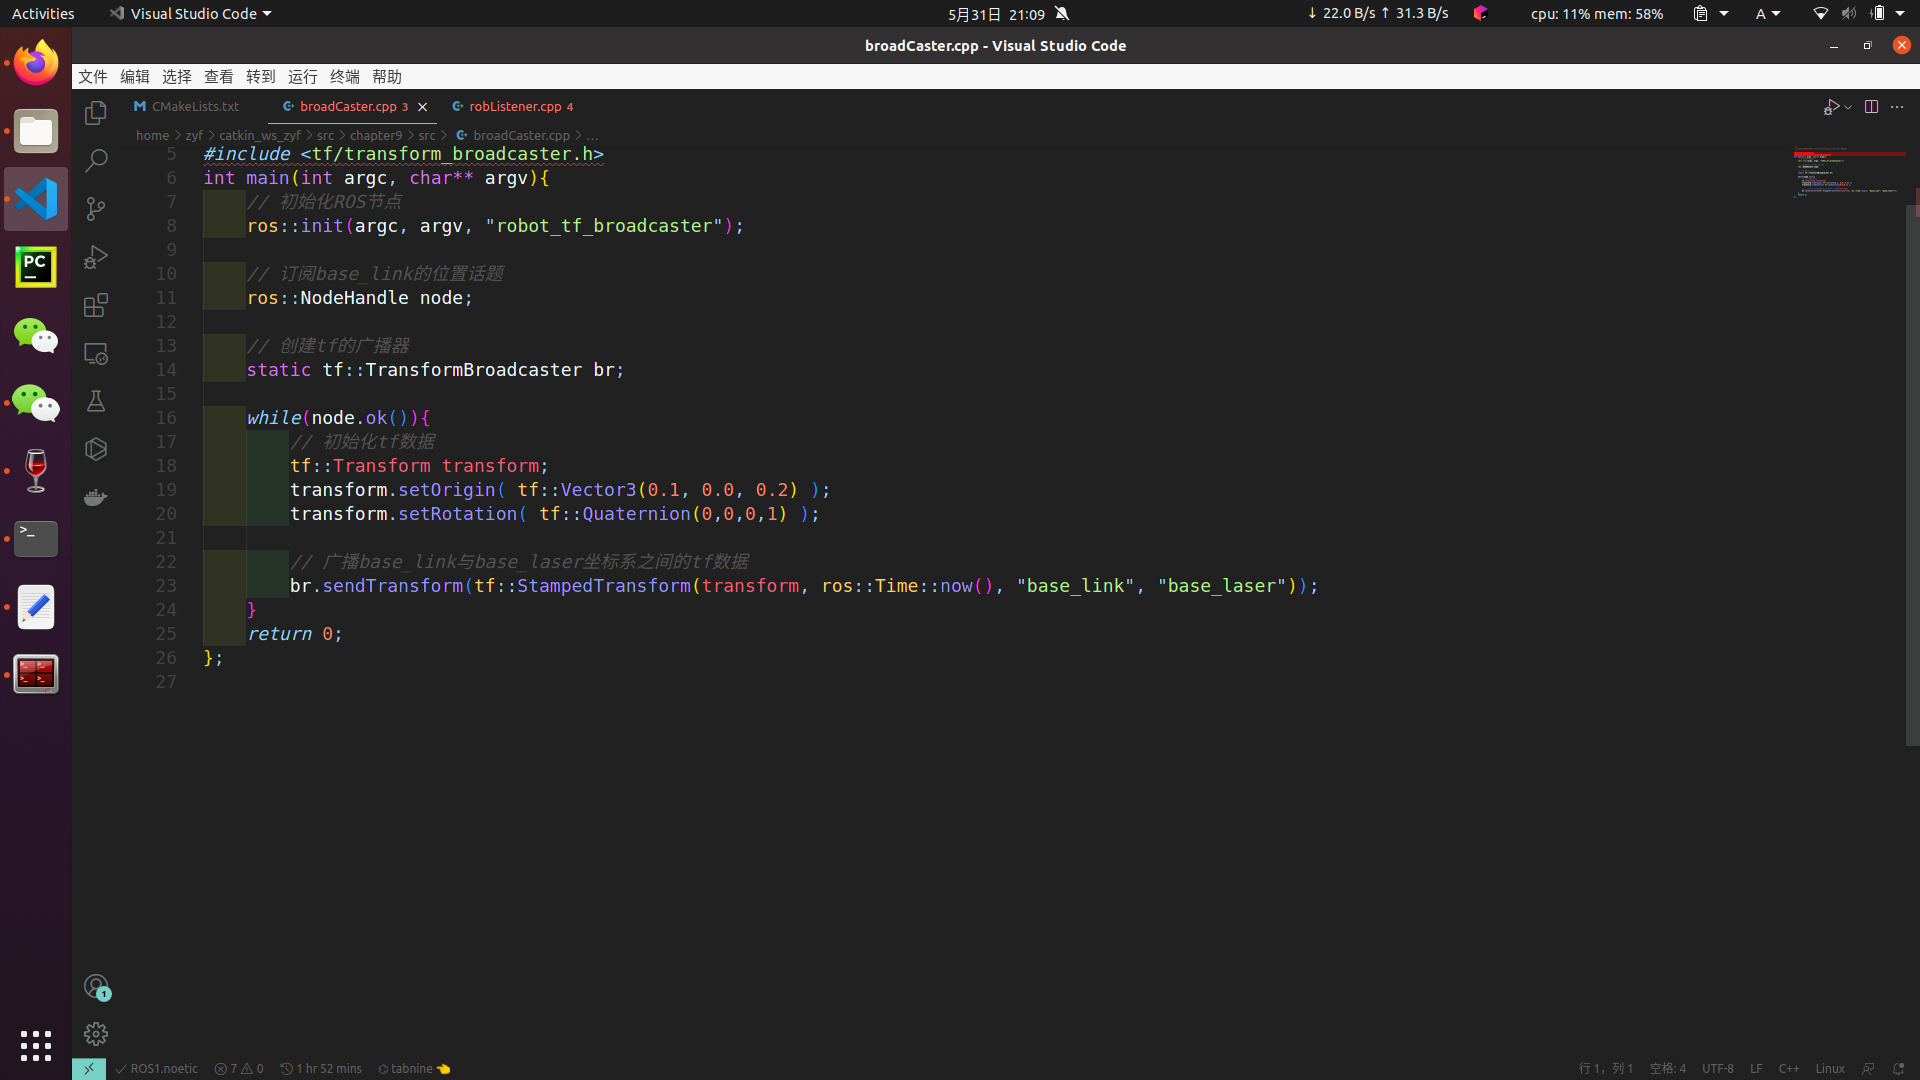 Activities Visual Studio Code 5月31日 21:09 ↓ 22.0 B/s ↑ 31.3 B/s cpu: 11% mem: 58% A
broadCaster.cpp - Visual Studio Code
文件 编辑 选择 查看 转到 运行 终端 帮助
CMakeLists.txt broadCaster.cpp 3 robListener.cpp 4
home > zyf > catkin_ws_zyf > src > chapter9 > src > broadCaster.cpp > ...
5 #include <tf/transform_broadcaster.h>
6 int main(int argc, char** argv){
7 // 初始化ROS节点
8 ros::init(argc, argv, "robot_tf_broadcaster");
9
10 // 订阅base_link的位置话题
11 ros::NodeHandle node;
12
13 // 创建tf的广播器
14 static tf::TransformBroadcaster br;
15
16 while(node.ok()){
17 // 初始化tf数据
18 tf::Transform transform;
19 transform.setOrigin( tf::Vector3(0.1, 0.0, 0.2) );
20 transform.setRotation( tf::Quaternion(0,0,0,1) );
21
22 // 广播base_link与base_laser坐标系之间的tf数据
23 br.sendTransform(tf::StampedTransform(transform, ros::Time::now(), "base_link", "base_laser"));
24 }
25 return 0;
26 };
27
PC
1
ROS1.noetic 7 0 1 hr 52 mins tabnine 行 1，列 1 空格: 4 UTF-8 LF C++ Linux